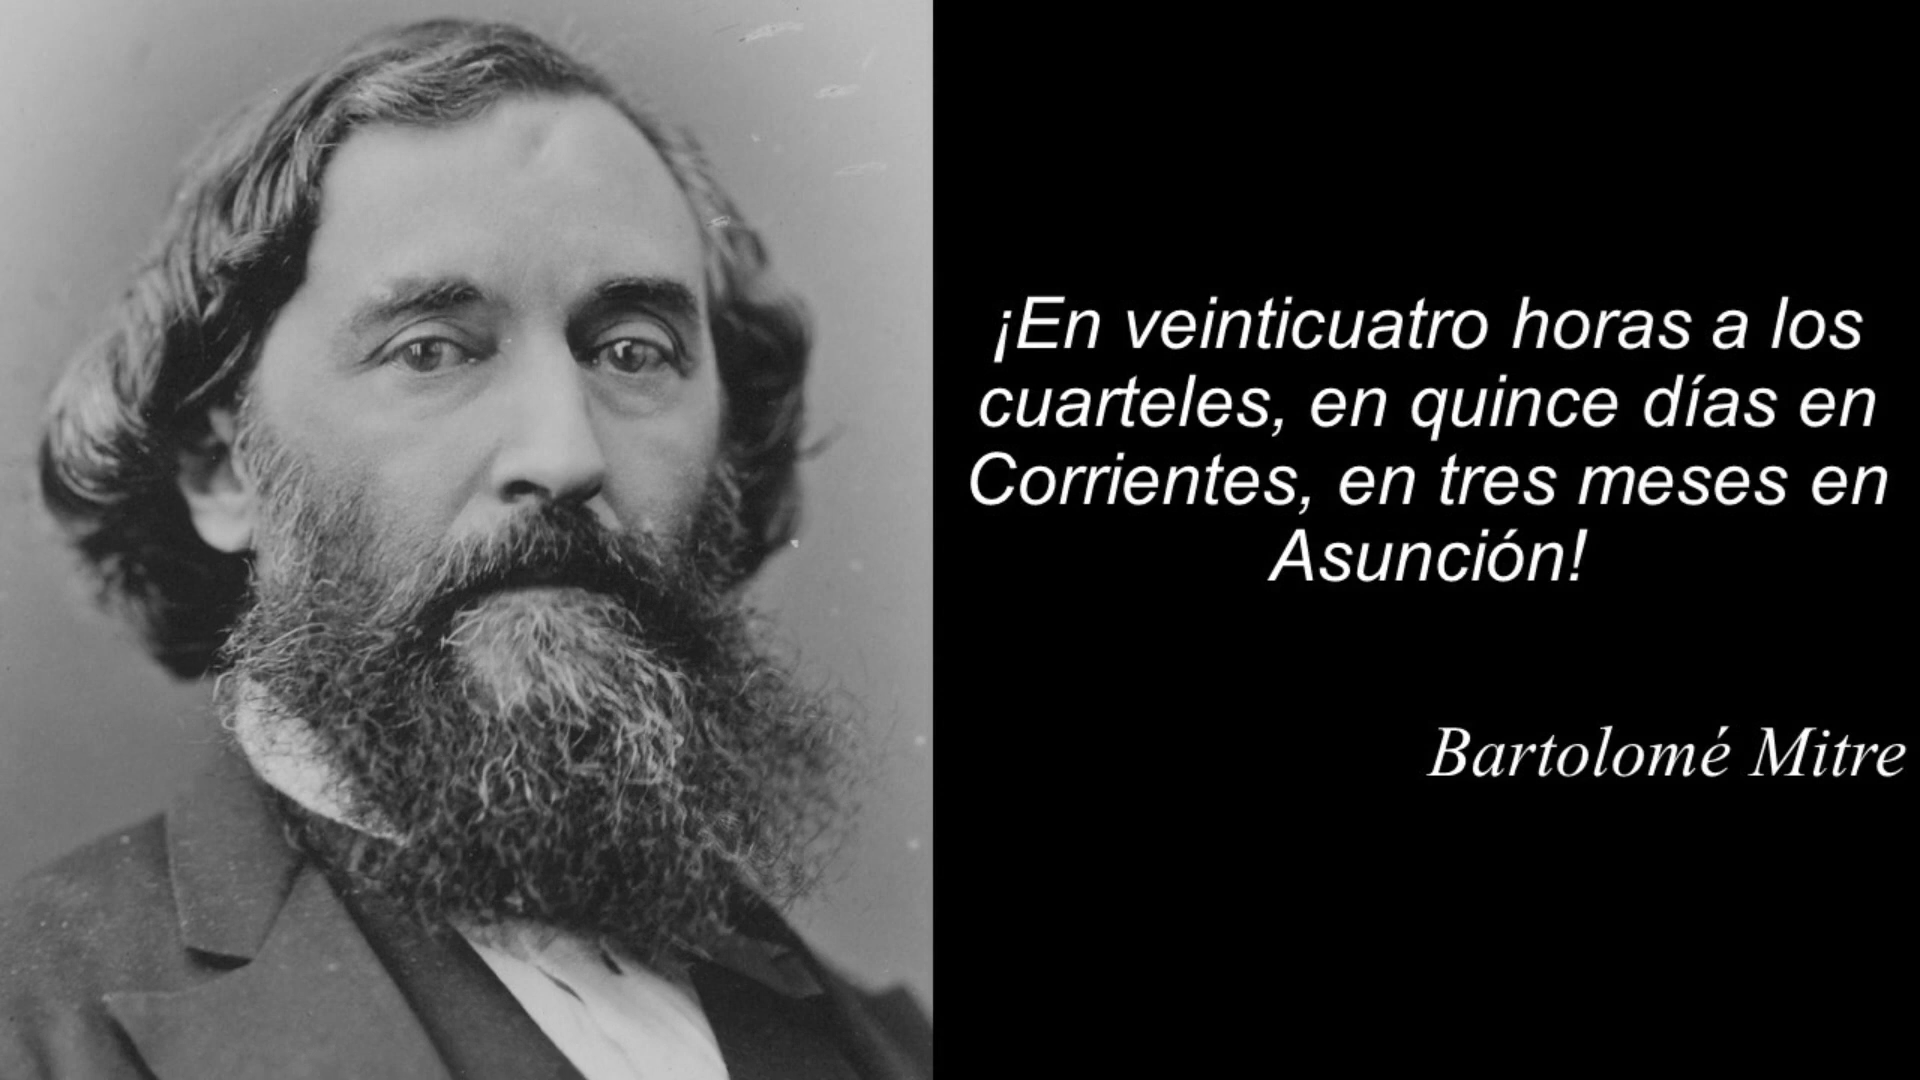 ¡En veinticuatro horas a los
cuarteles, en quince días en
Corrientes, en tres meses en
Asunción!
Bartolomé Mitre